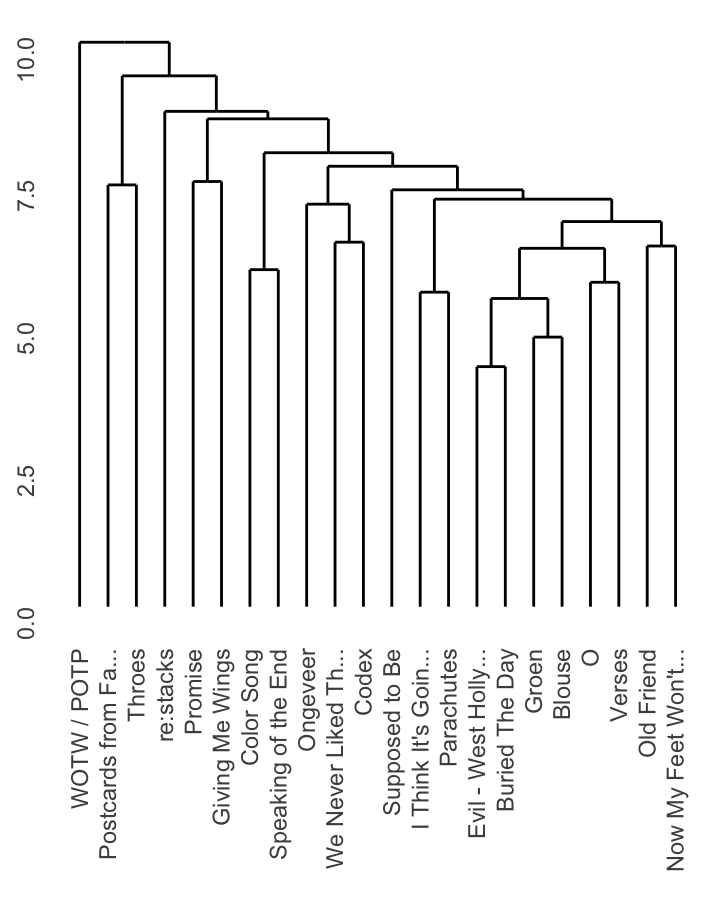 10.0
7.5
5.0
2.5
0.0
WOTW / POTP
Postcards from Fa...
Throes
re:stacks
Promise
Giving Me Wings
Color Song
Speaking of the End
Ongeveer
We Never Liked Th...
Codex
Supposed to Be
I Think It's Goin...
Parachutes
Evil - West Holly...
Buried The Day
Groen
Blouse
O
Verses
Old Friend
Now My Feet Won't...